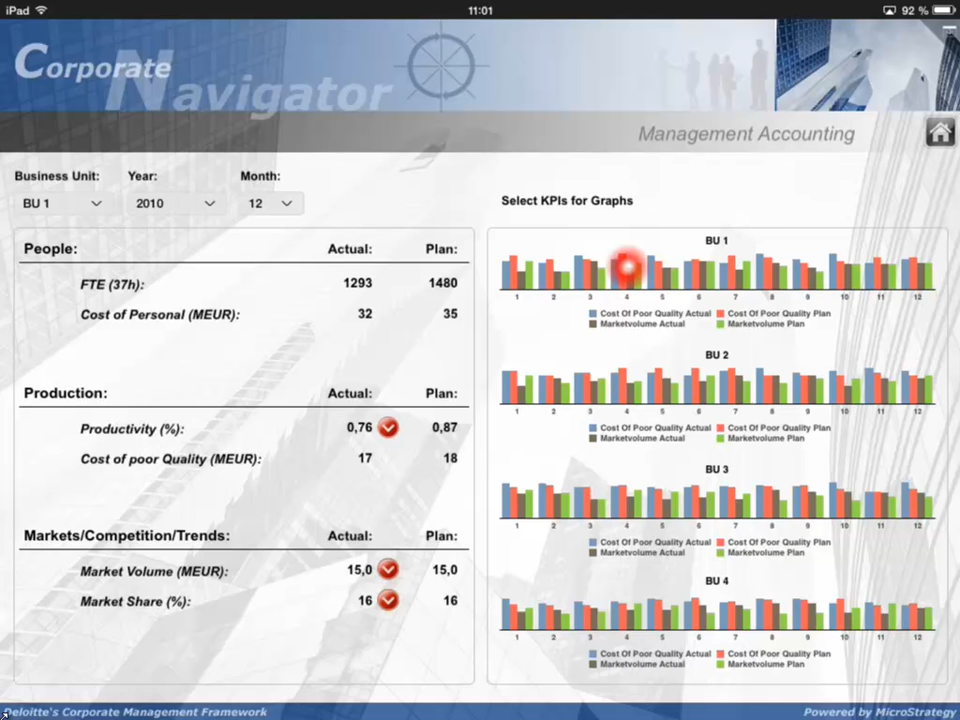 iPad 11:01 92 %
Corporate
Navigator
Management Accounting
Business Unit: Year: Month:
BU 1 2010 12
Select KPIs for Graphs
People: Actual: Plan:
FTE (37h): 1293 1480
Cost of Personal (MEUR): 32 35
Production: Actual: Plan:
Productivity (%): 0,76 0,87
Cost of poor Quality (MEUR): 17 18
Markets/Competition/Trends: Actual: Plan:
Market Volume (MEUR): 15,0 15,0
Market Share (%): 16 16
BU 1
1 2 3 4 5 6 7 8 9 10 11 12
Cost Of Poor Quality Actual Cost Of Poor Quality Plan
Marketvolume Actual Marketvolume Plan
BU 2
1 2 3 4 5 6 7 8 9 10 11 12
Cost Of Poor Quality Actual Cost Of Poor Quality Plan
Marketvolume Actual Marketvolume Plan
BU 3
1 2 3 4 5 6 7 8 9 10 11 12
Cost Of Poor Quality Actual Cost Of Poor Quality Plan
Marketvolume Actual Marketvolume Plan
BU 4
1 2 3 4 5 6 7 8 9 10 11 12
Cost Of Poor Quality Actual Cost Of Poor Quality Plan
Marketvolume Actual Marketvolume Plan
Deloitte's Corporate Management Framework Powered by MicroStrategy